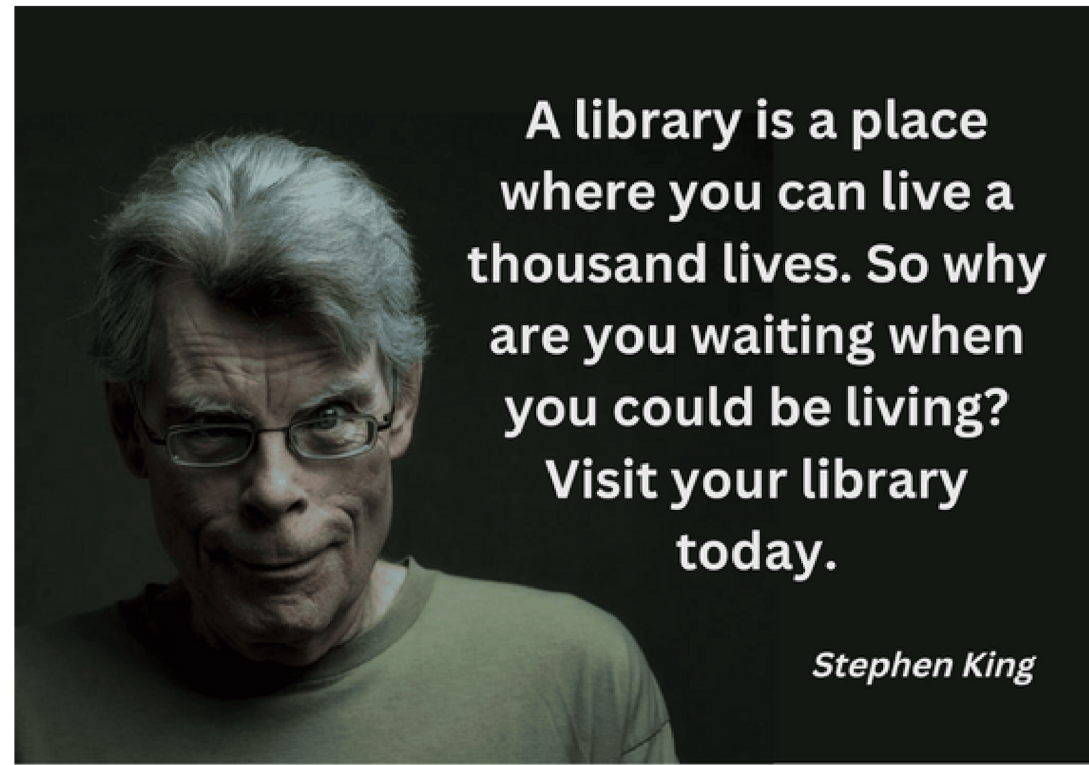 A library is a place
where you can live a
thousand lives. So why
are you waiting when
you could be living?
Visit your library
today.
Stephen King